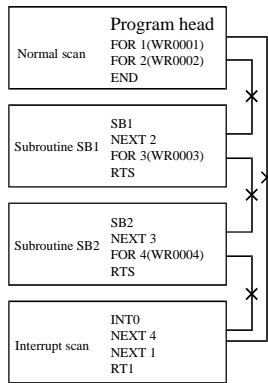 Program head
Normal scan
FOR 1(WR0001)
FOR 2(WR0002)
END
Subroutine SB1
SB1
NEXT 2
FOR 3(WR0003)
RTS
Subroutine SB2
SB2
NEXT 3
FOR 4(WR0004)
RTS
Interrupt scan
INT0
NEXT 4
NEXT 1
RT1